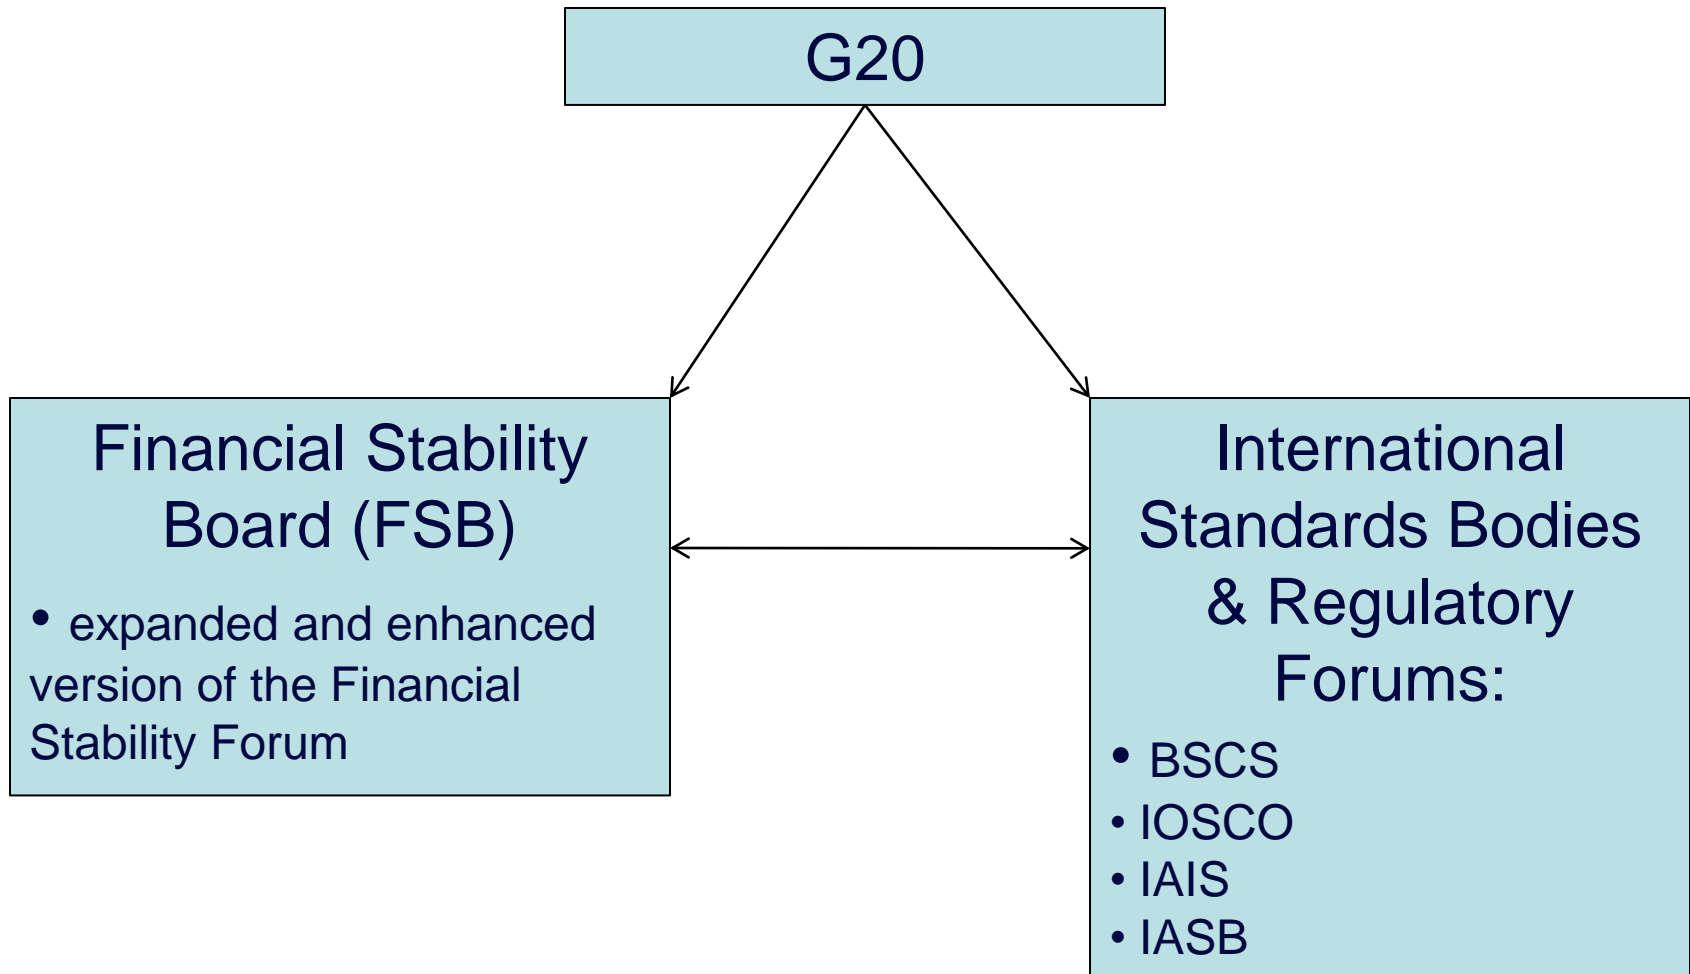 G20
Financial Stability
Board (FSB)
• expanded and enhanced
version of the Financial
Stability Forum
International
Standards Bodies
& Regulatory
Forums:
• BSCS
• IOSCO
• IAIS
• IASB